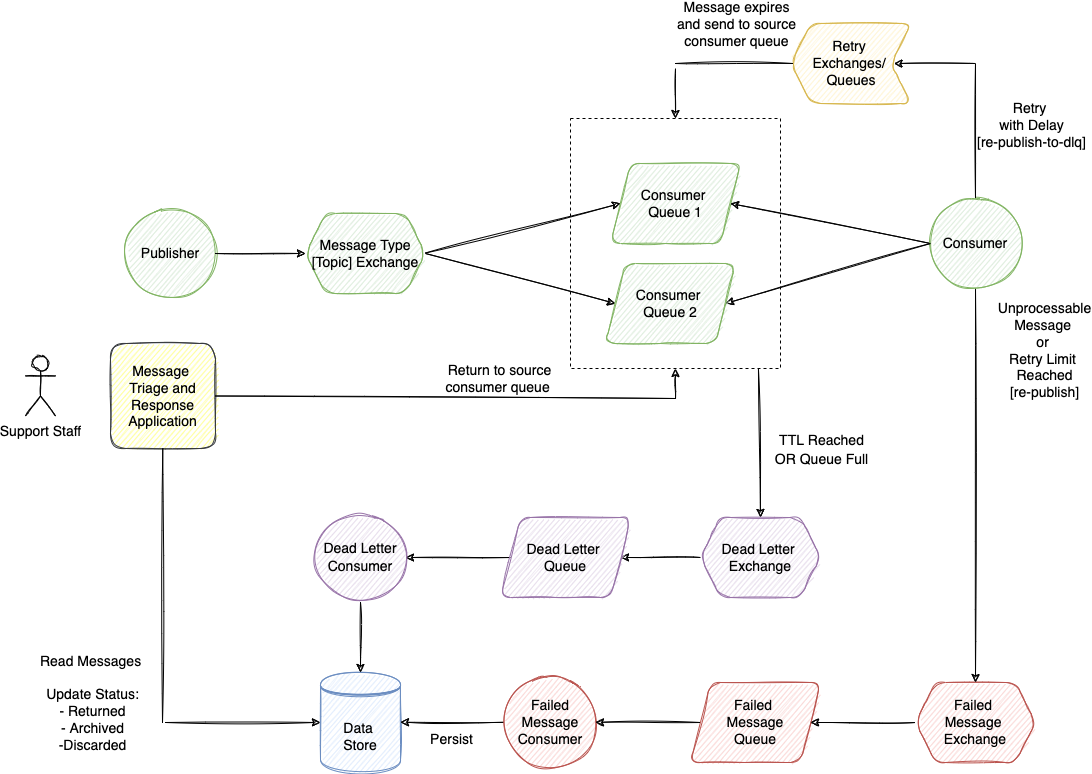 Message expires
and send to source
consumer queue
Retry
Exchanges/
Queues
Retry
with Delay
[re-publish-to-dlq]
Consumer
Queue 1
Publisher
Message Type
[Topic] Exchange
Consumer
Consumer
Queue 2
Unprocessable
Message
or
Retry Limit
Reached
[re-publish]
Message
Triage and
Response
Application
Return to source
consumer queue
Support Staff
TTL Reached
OR Queue Full
Dead Letter
Consumer
Dead Letter
Queue
Dead Letter
Exchange
Read Messages
Update Status:
- Returned
- Archived
-Discarded
Data
Store
Persist
Failed
Message
Consumer
Failed
Message
Queue
Failed
Message
Exchange